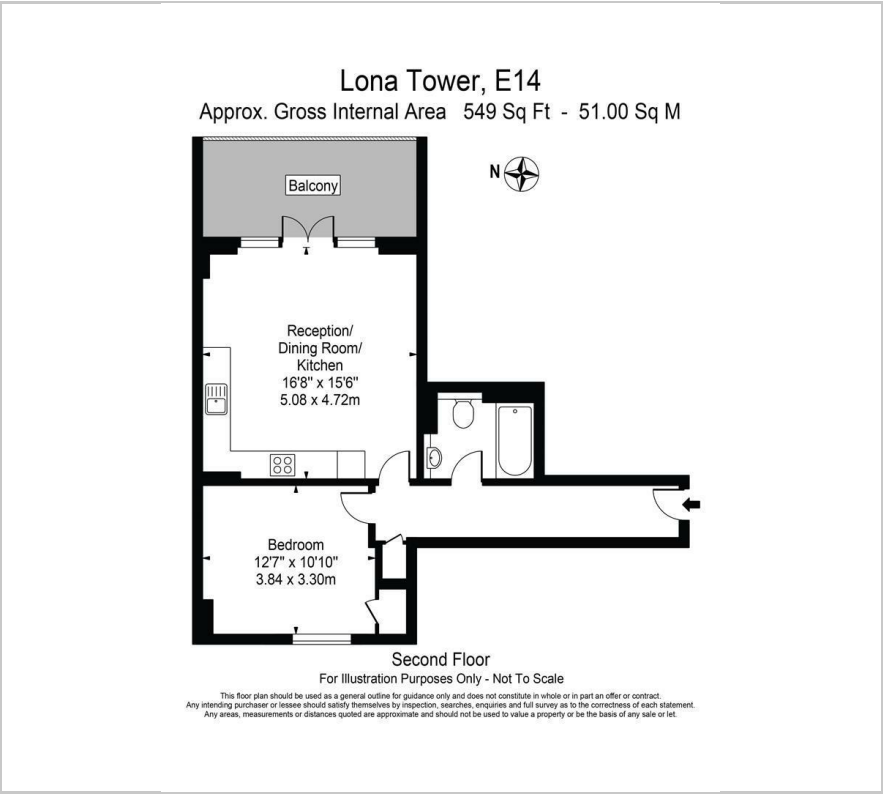 Lona Tower, E14
Approx. Gross Internal Area 549 Sq Ft - 51.00 Sq M
N
Balcony
Reception/
Dining Room/
Kitchen
16'8" x 15'6"
5.08 x 4.72m
Bedroom
12'7" x 10'10"
3.84 x 3.30m
Second Floor
For Illustration Purposes Only - Not To Scale
This floor plan should be used as a general outline for guidance only and does not constitute in whole or in part an offer or contract.
Any intending purchaser or lessee should satisfy themselves by inspection, searches, enquiries and full survey as to the correctness of each statement.
Any areas, measurements or distances quoted are approximate and should not be used to value a property or be the basis of any sale or let.